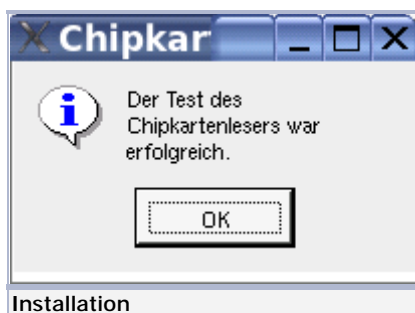 Chipkar
Der Test des
Chipkartenlesers war
erfolgreich.
OK
Installation